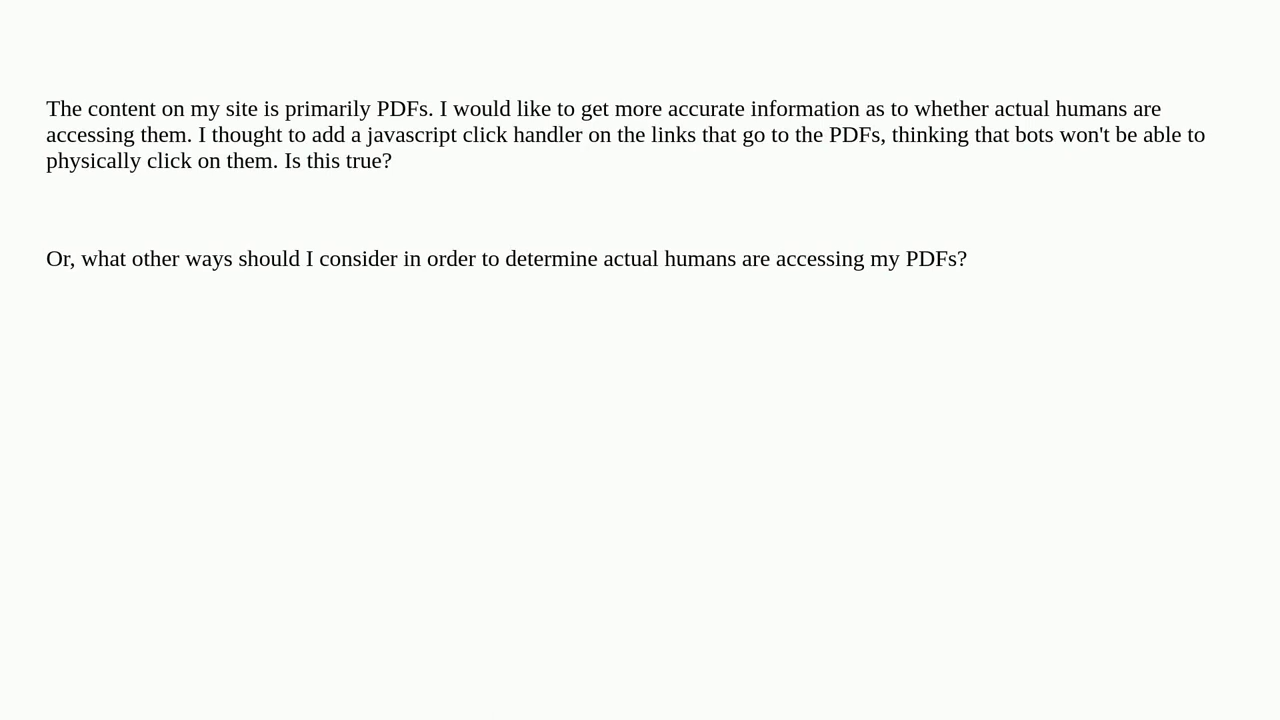 The content on my site is primarily PDFs. I would like to get more accurate information as to whether actual humans are
accessing them. I thought to add a javascript click handler on the links that go to the PDFs, thinking that bots won't be able to
physically click on them. Is this true?
Or, what other ways should I consider in order to determine actual humans are accessing my PDFs?